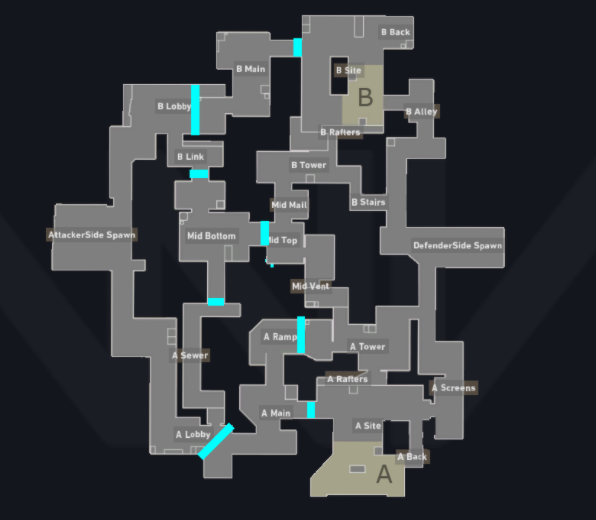 B Back
B Main
B Site
B
B Lobby
B Alley
B Rafters
B Link
B Tower
B Stairs
Mid Mail
AttackerSide Spawn
Mid Bottom
Mid Top
DefenderSide Spawn
Mid Vent
A Ramp
A Tower
A Sewer
A Rafters
A Screens
A Main
A Site
A Lobby
A Back
A